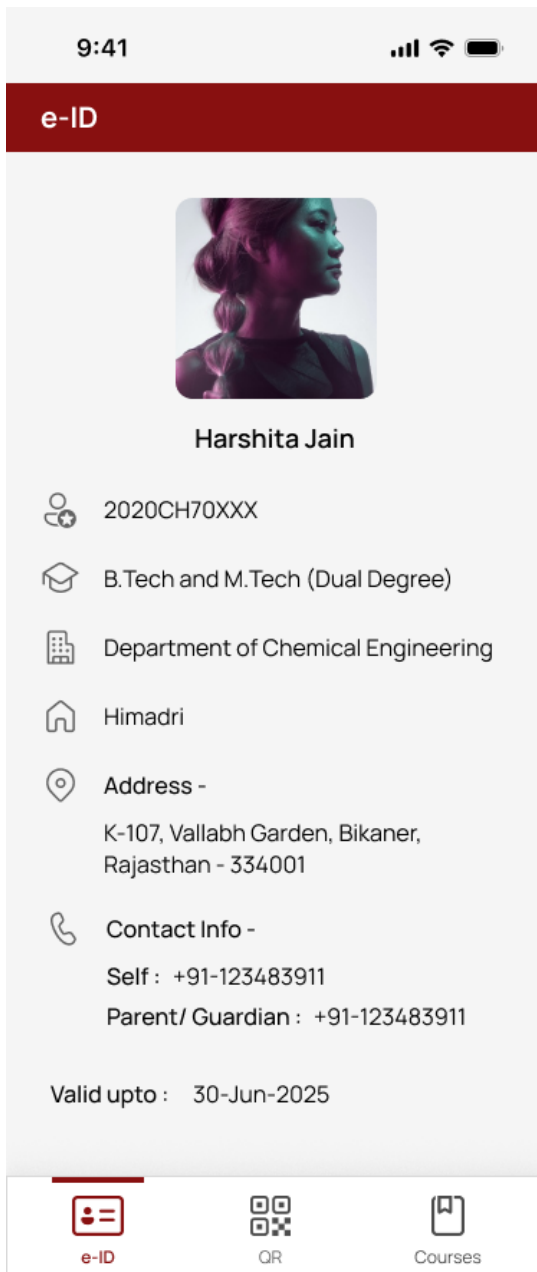 9:41
e-ID
Harshita Jain
2020CH70XXX
B.Tech and M.Tech (Dual Degree)
Department of Chemical Engineering
Himadri
Address -
K-107, Vallabh Garden, Bikaner,
Rajasthan - 334001
Contact Info -
Self : +91-123483911
Parent/ Guardian : +91-123483911
Valid upto : 30-Jun-2025
e-ID QR Courses